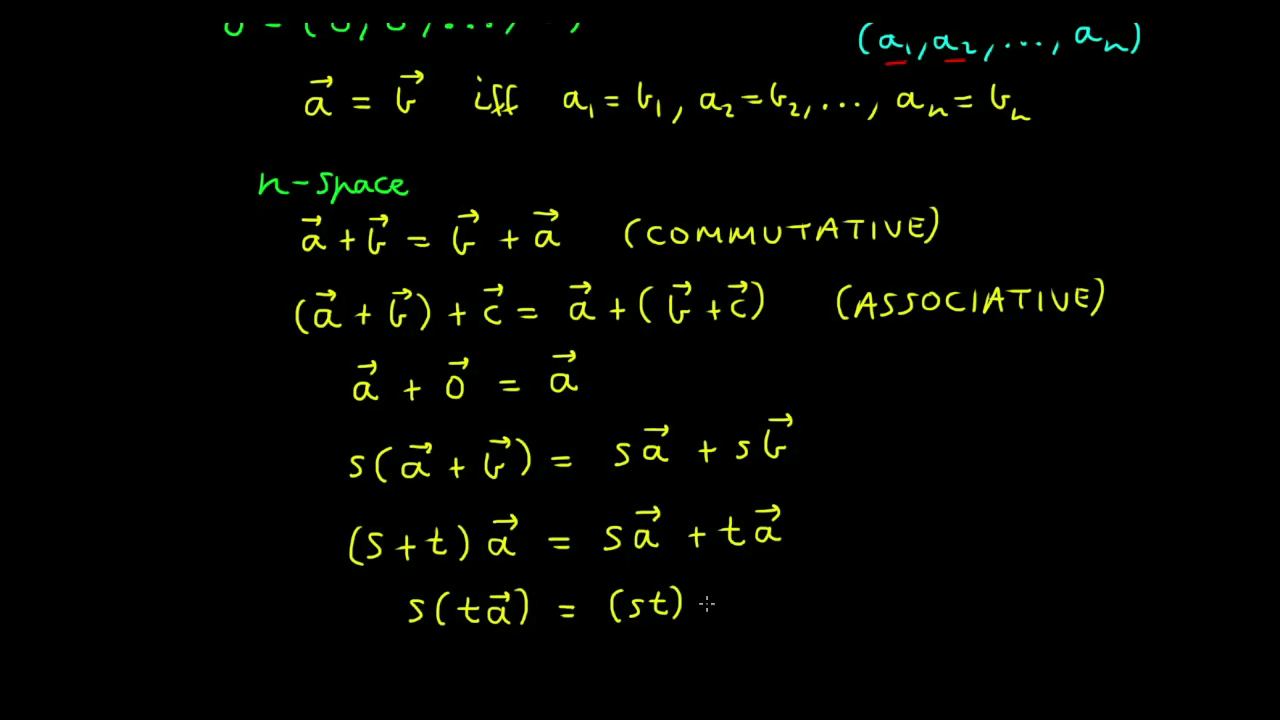 (a₁, a₂, ..., aₙ)
a⃗ = b⃗ iff a₁ = b₁, a₂ = b₂, ..., aₙ = bₙ
n-space
a⃗ + b⃗ = b⃗ + a⃗ (COMMUTATIVE)
(a⃗ + b⃗) + c⃗ = a⃗ + (b⃗ + c⃗) (ASSOCIATIVE)
a⃗ + 0⃗ = a⃗
s(a⃗ + b⃗) = sa⃗ + sb⃗
(s+t)a⃗ = sa⃗ + ta⃗
s(ta⃗) = (st)